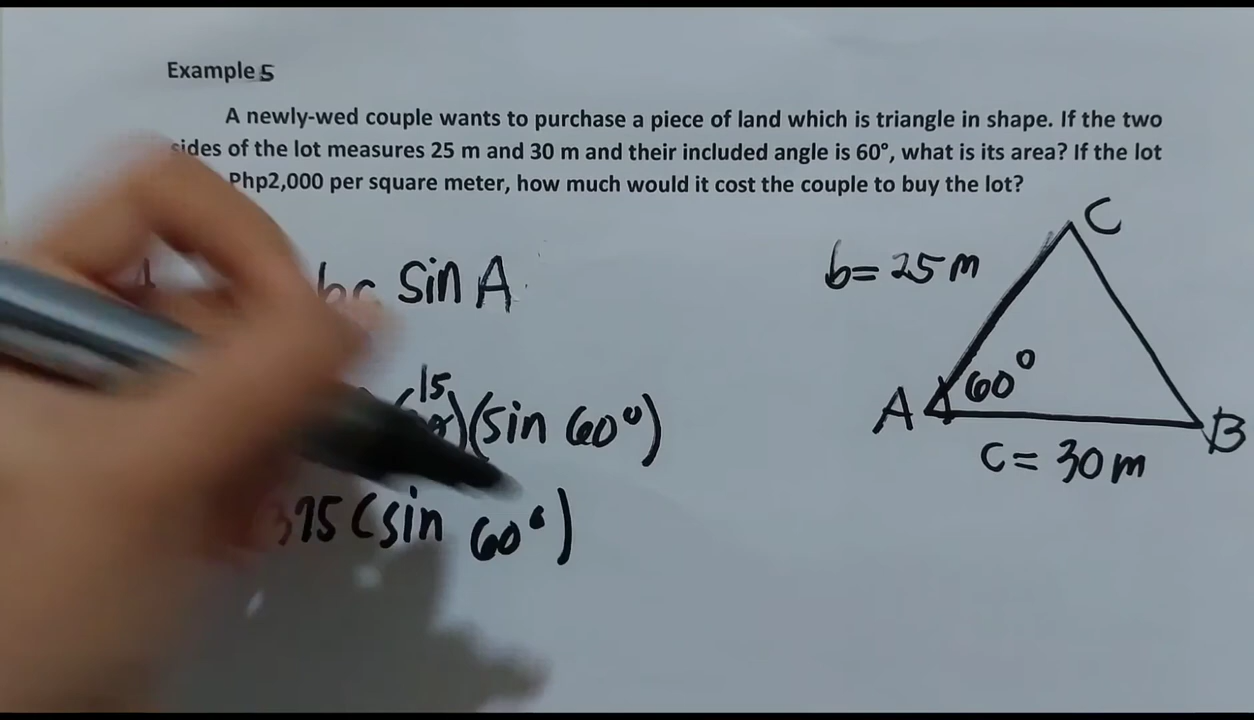 Example 5
A newly-wed couple wants to purchase a piece of land which is triangle in shape. If the two
sides of the lot measures 25 m and 30 m and their included angle is 60°, what is its area? If the lot
Php2,000 per square meter, how much would it cost the couple to buy the lot?
C
b = 25 m
bc sin A
60°
15
)(sin 60°)
A
B
c = 30 m
375 (sin 60°)